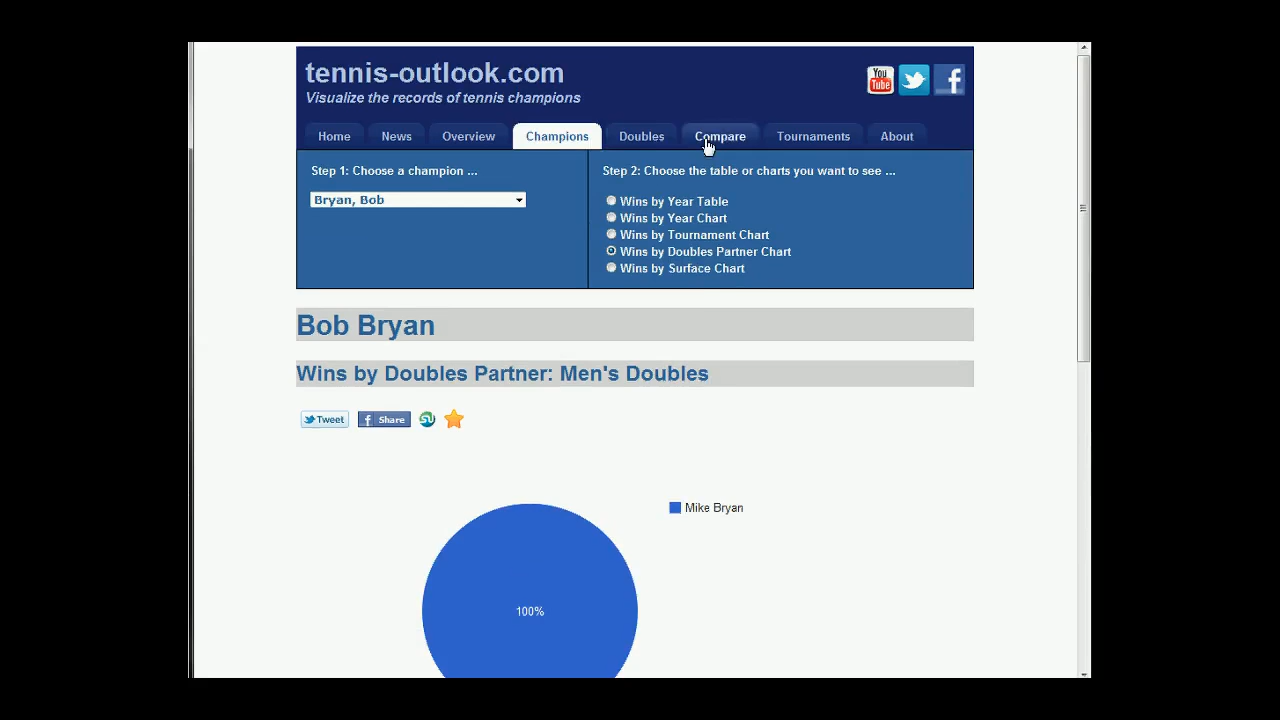 tennis-outlook.com
Visualize the records of tennis champions
You Tube
Home News Overview Champions Doubles Compare Tournaments About
Step 1: Choose a champion ...
Bryan, Bob
Step 2: Choose the table or charts you want to see ...
Wins by Year Table
Wins by Year Chart
Wins by Tournament Chart
Wins by Doubles Partner Chart
Wins by Surface Chart
Bob Bryan
Wins by Doubles Partner: Men's Doubles
Tweet f Share
Mike Bryan
100%